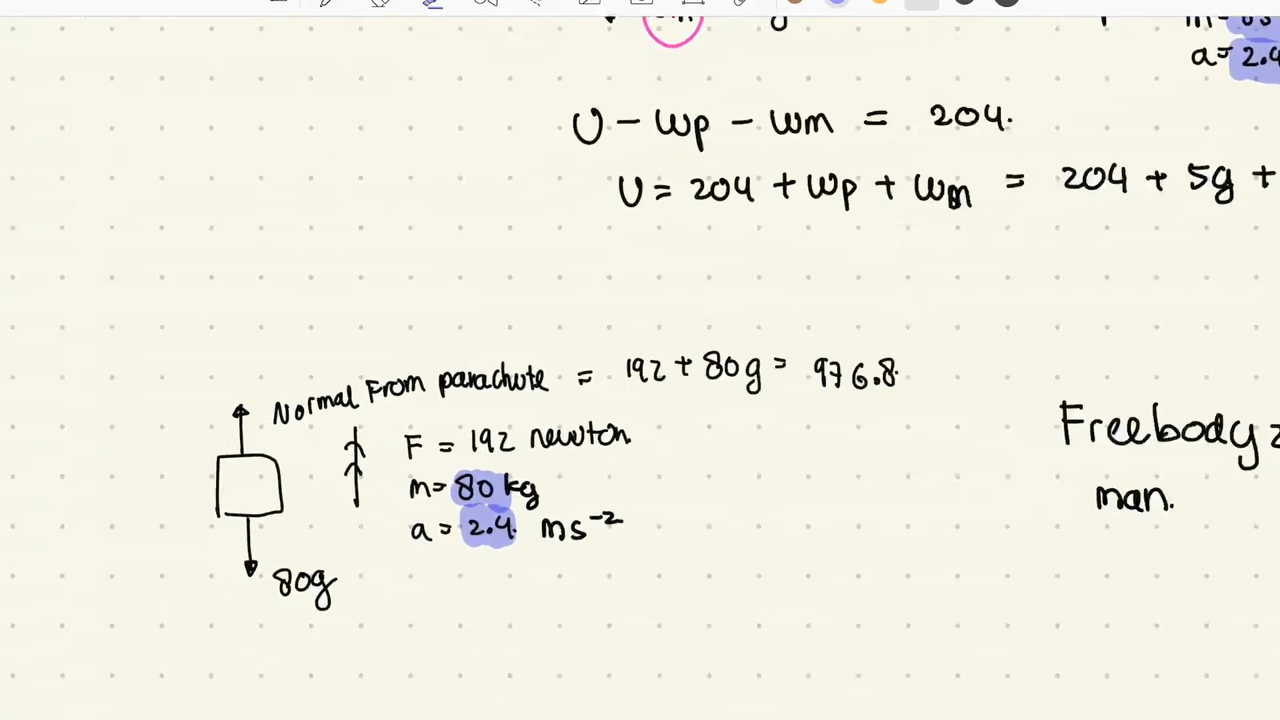 a= 2.4
U - Wp - Wm = 204.
U = 204 + Wp + Wm = 204 + 5g +
Normal From parachute = 192 + 80g = 976.8
F = 192 newton
m= 80 kg
a = 2.4 ms⁻²
80g
Freebody
man.